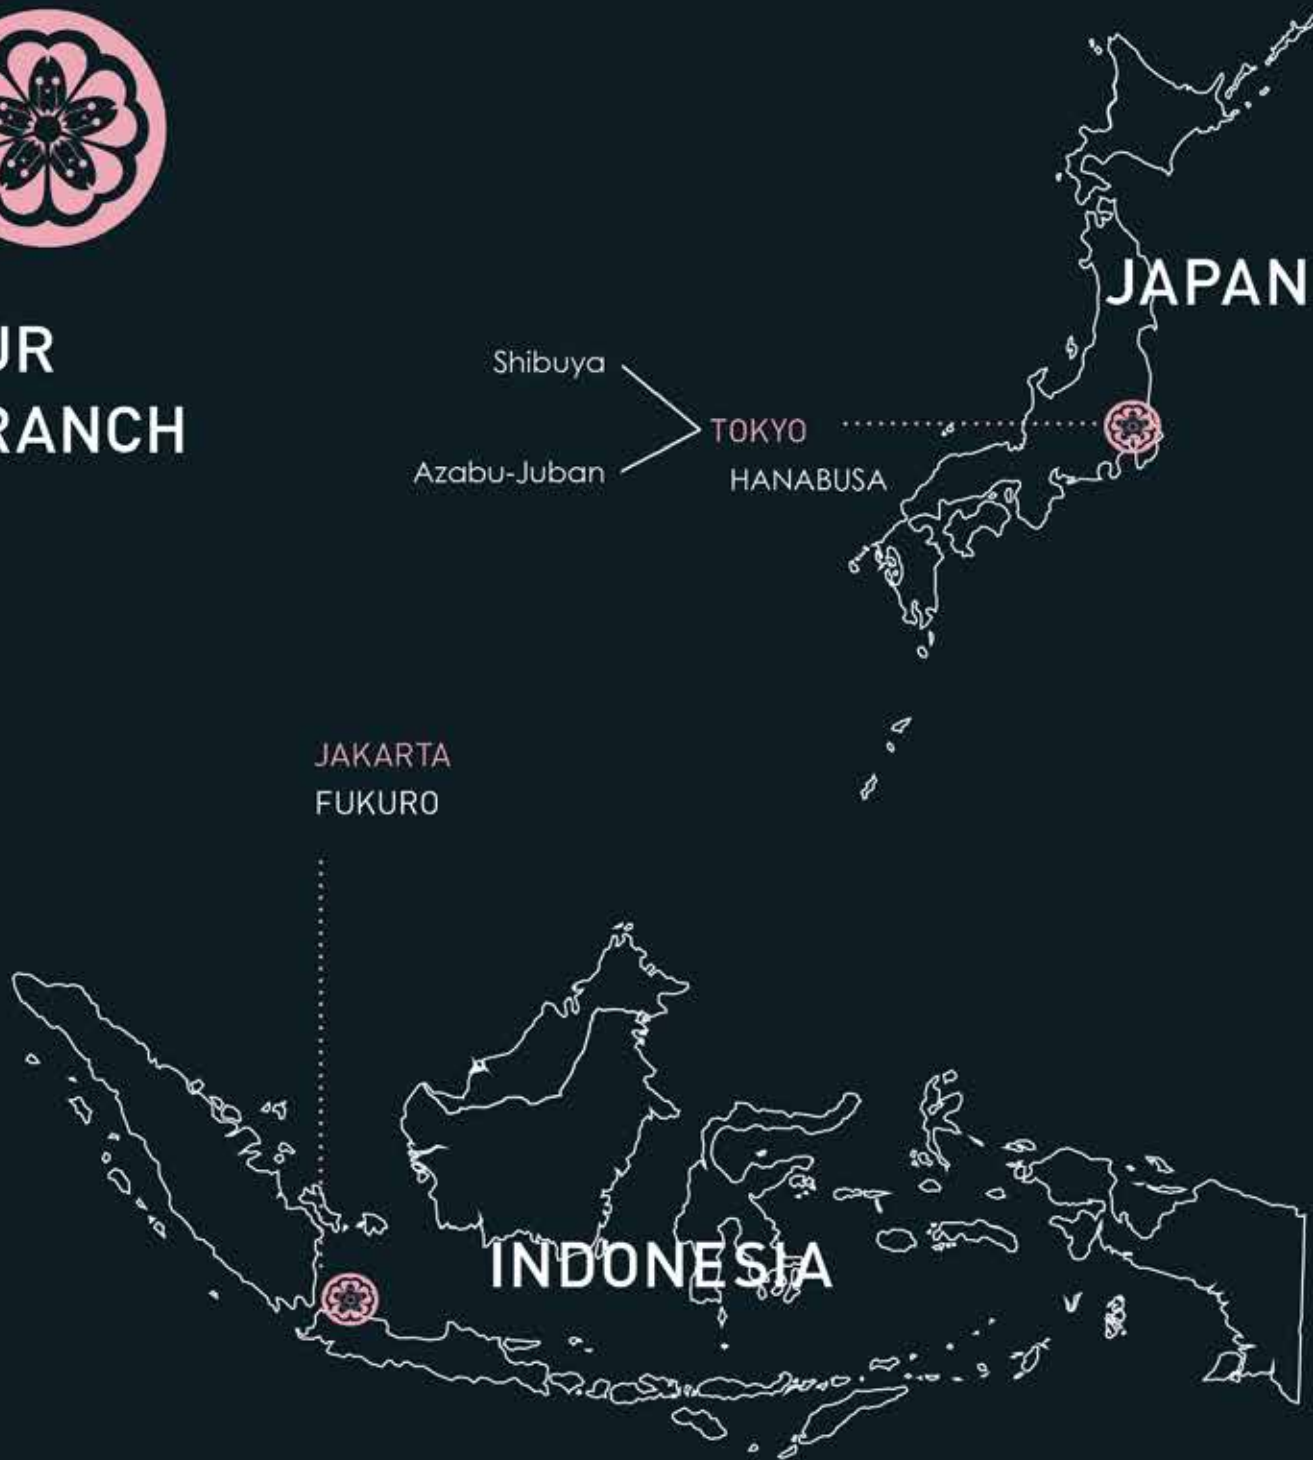 UR
RANCH
JAPAN
Shibuya
Azabu-Juban
TOKYO
HANABUSA
JAKARTA
FUKURO
INDONESIA